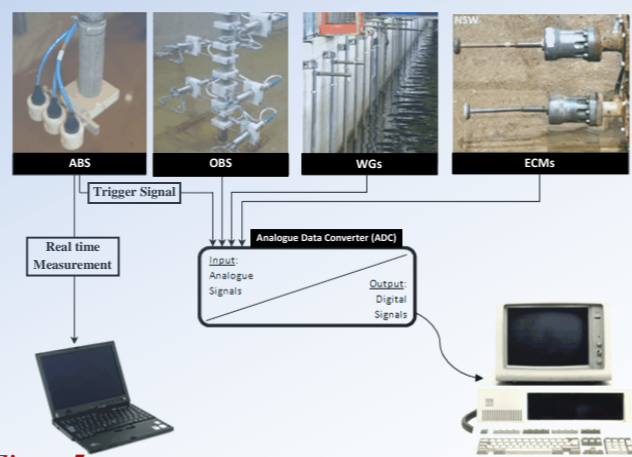 NSW
ABS
OBS
WGs
ECMs
Trigger Signal
Real time
Measurement
Analogue Data Converter (ADC)
Input:
Analogue
Signals
Output:
Digital
Signals